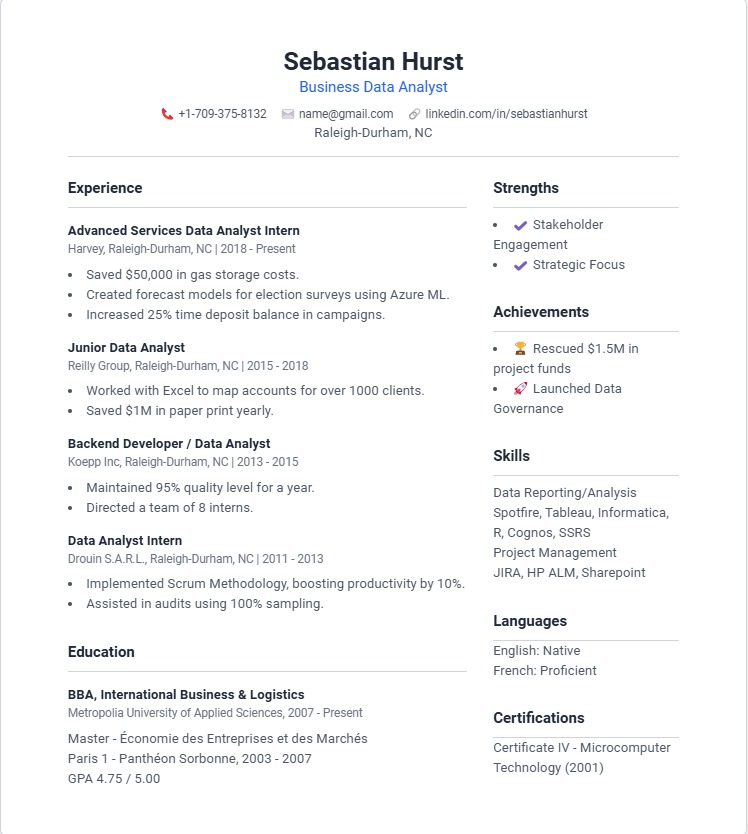 Sebastian Hurst
Business Data Analyst
+1-709-375-8132 name@gmail.com linkedin.com/in/sebastianhurst
Raleigh-Durham, NC
Experience
Advanced Services Data Analyst Intern
Harvey, Raleigh-Durham, NC | 2018 - Present
• Saved $50,000 in gas storage costs.
• Created forecast models for election surveys using Azure ML.
• Increased 25% time deposit balance in campaigns.
Junior Data Analyst
Reilly Group, Raleigh-Durham, NC | 2015 - 2018
• Worked with Excel to map accounts for over 1000 clients.
• Saved $1M in paper print yearly.
Backend Developer / Data Analyst
Koepp Inc, Raleigh-Durham, NC | 2013 - 2015
• Maintained 95% quality level for a year.
• Directed a team of 8 interns.
Data Analyst Intern
Drouin S.A.R.L., Raleigh-Durham, NC | 2011 - 2013
• Implemented Scrum Methodology, boosting productivity by 10%.
• Assisted in audits using 100% sampling.
Education
BBA, International Business & Logistics
Metropolia University of Applied Sciences, 2007 - Present
Master - Économie des Entreprises et des Marchés
Paris 1 - Panthéon Sorbonne, 2003 - 2007
GPA 4.75 / 5.00
Strengths
• ✔ Stakeholder
Engagement
• ✔ Strategic Focus
Achievements
• 🏆 Rescued $1.5M in
project funds
• 🚀 Launched Data
Governance
Skills
Data Reporting/Analysis
Spotfire, Tableau, Informatica,
R, Cognos, SSRS
Project Management
JIRA, HP ALM, Sharepoint
Languages
English: Native
French: Proficient
Certifications
Certificate IV - Microcomputer
Technology (2001)